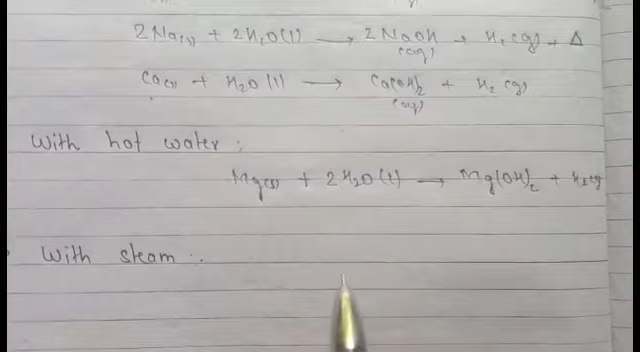 2Na(s) + 2H2O(l) → 2NaOH (aq) + H2(g) + Δ
Ca(s) + H2O(l) → Ca(OH)2 (aq) + H2(g)
With hot water:
Mg(s) + 2H2O(l) → Mg(OH)2 + H2(g)
With steam:.